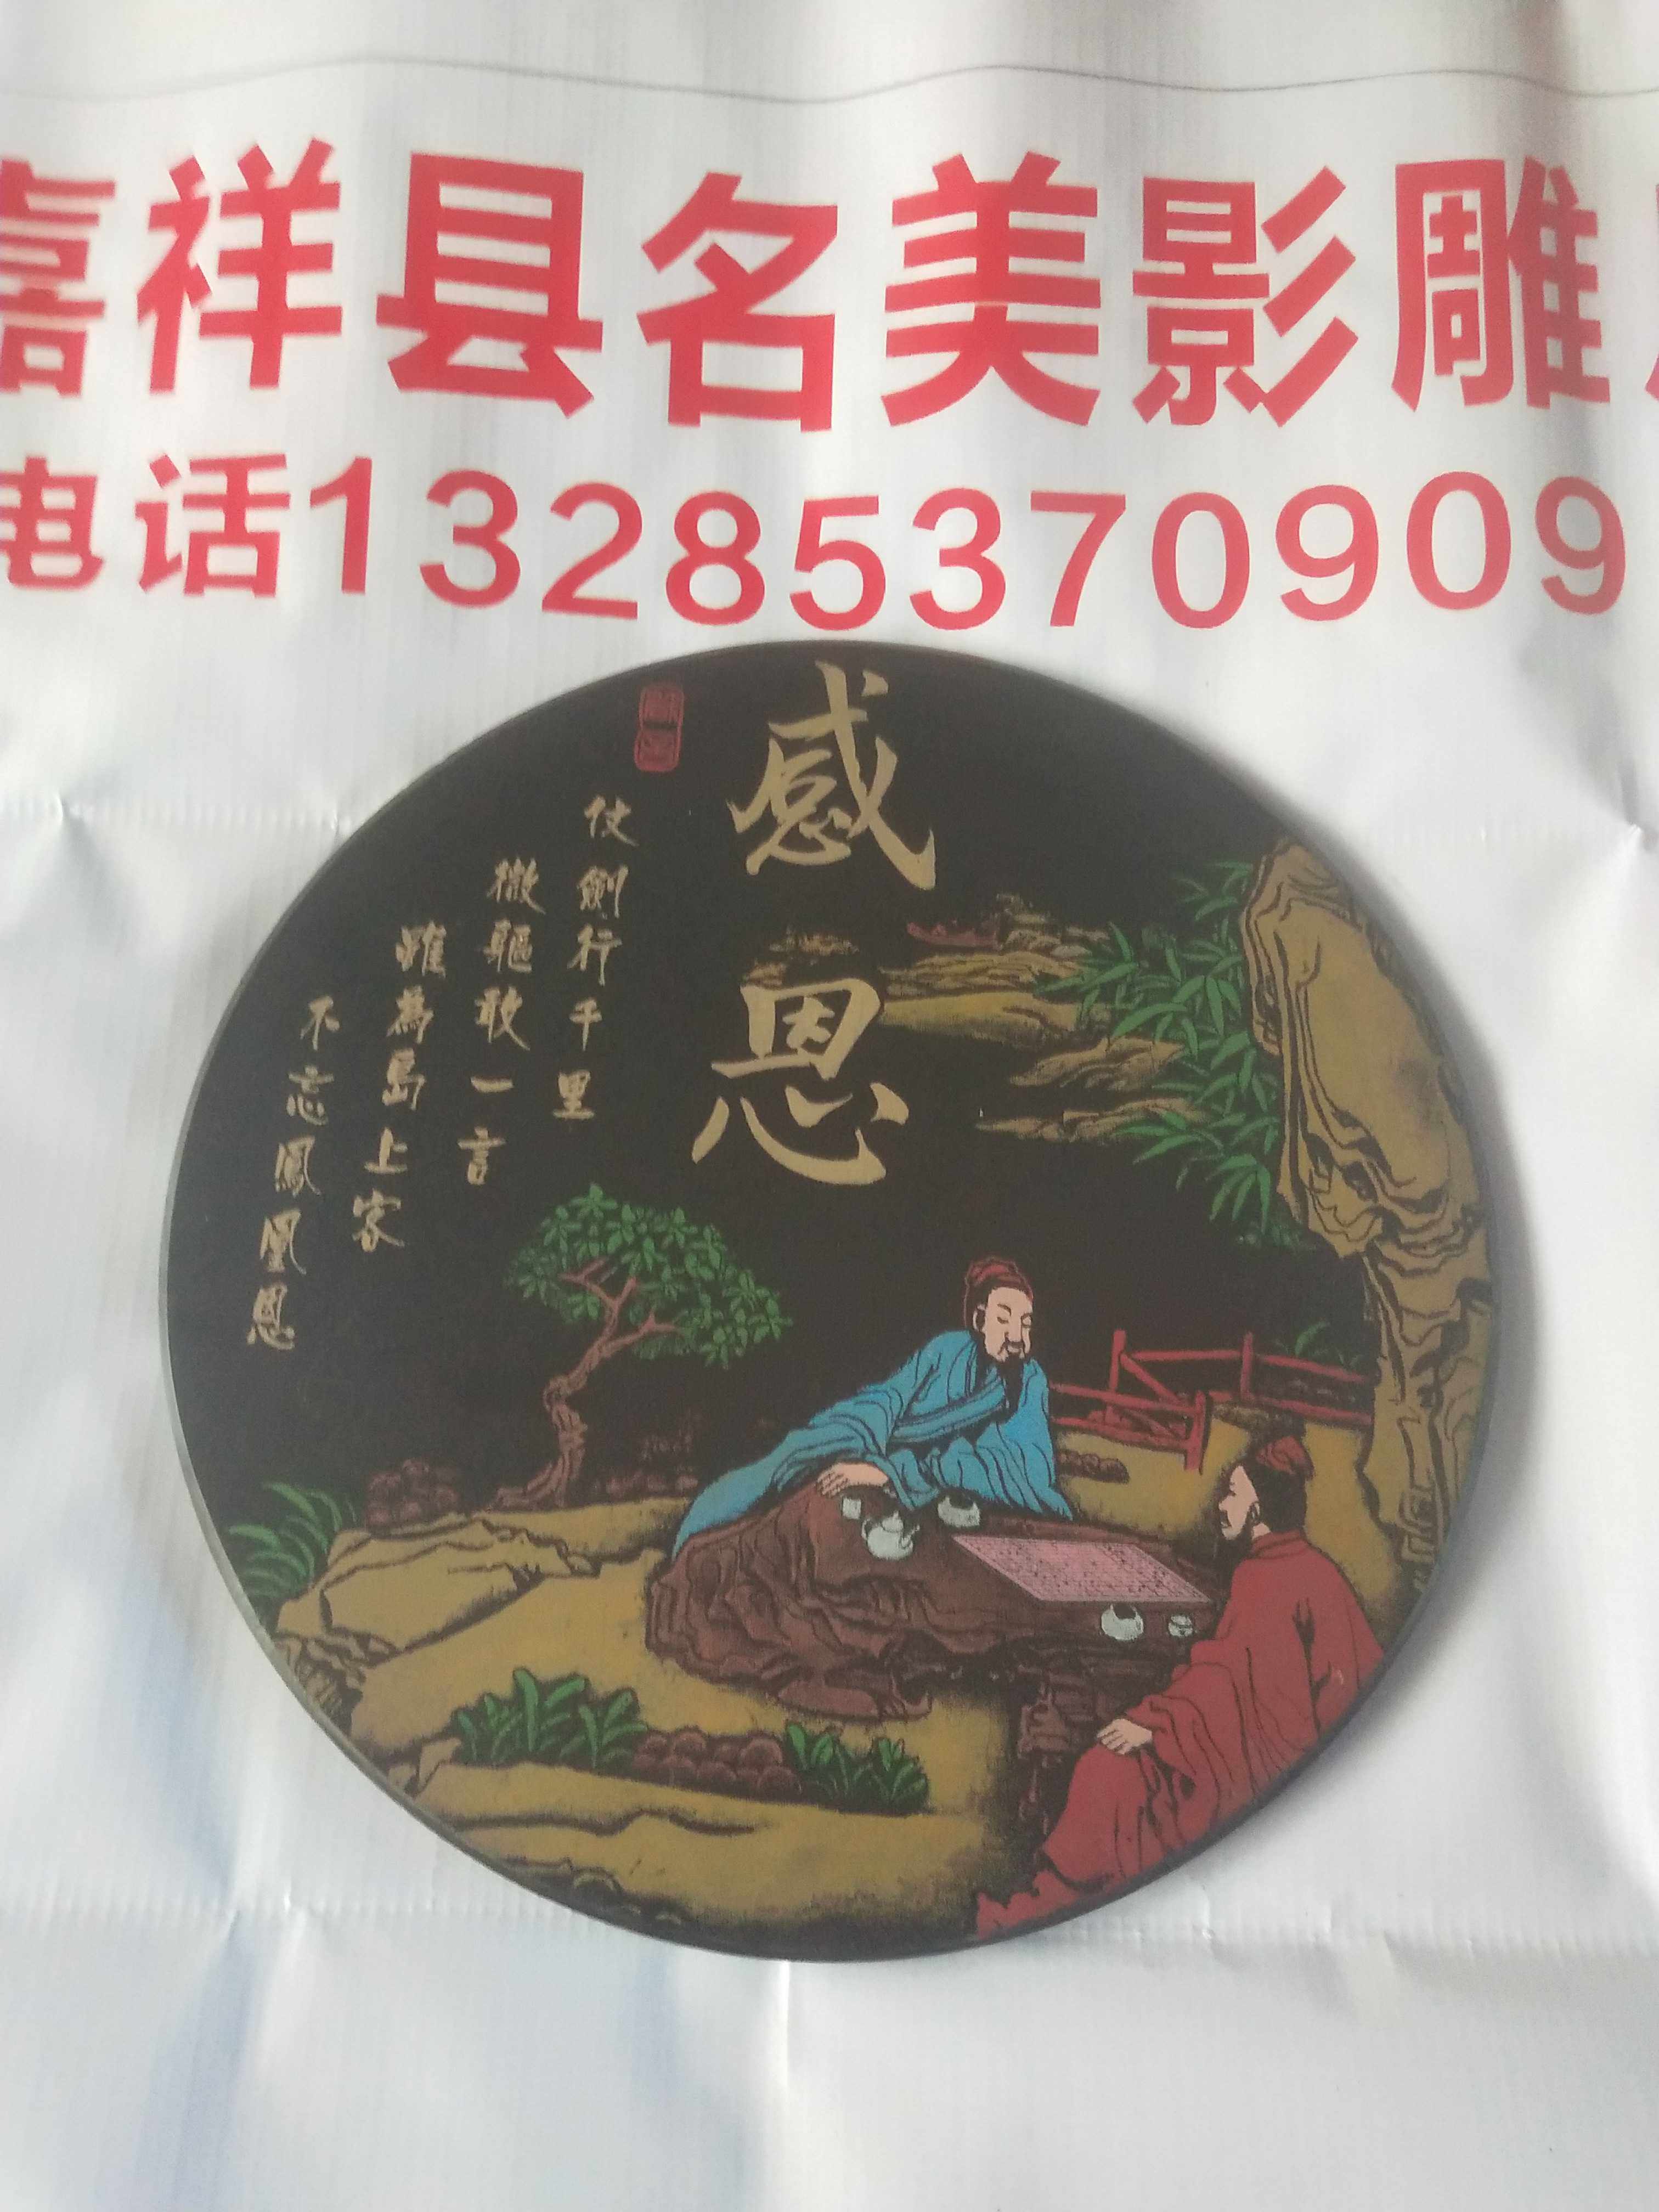 嘉祥县名美影雕
电话13285370909
感恩
仗劍行千里
微軀敢一言
雖為島上客
不忘鳳凰恩